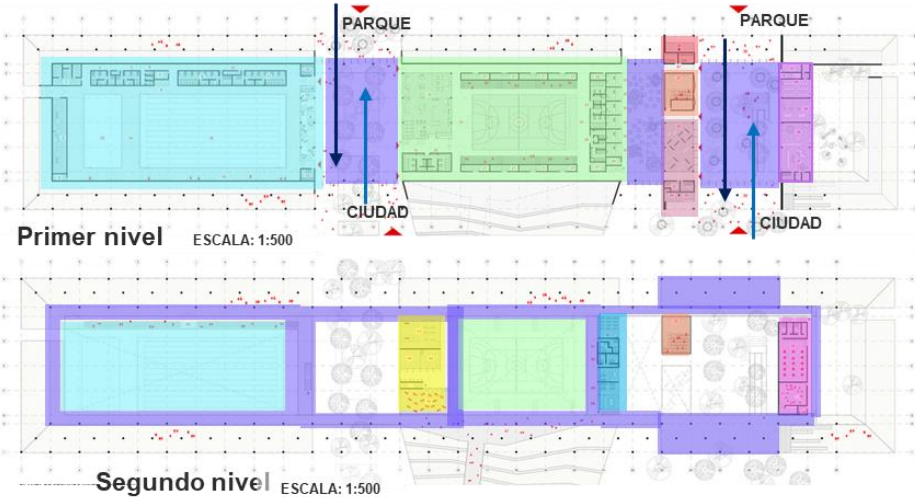 PARQUE
PARQUE
CIUDAD
CIUDAD
Primer nivel ESCALA: 1:500
Segundo nivel ESCALA: 1:500